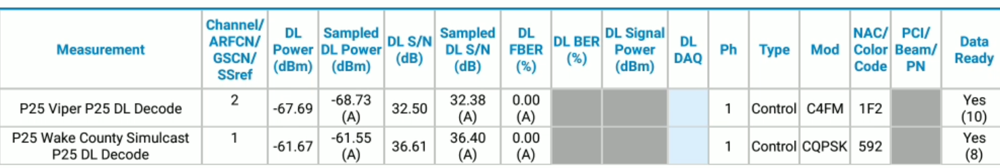 Measurement
Channel/
ARFCN/
GSCN/
SSref
DL
Power
(dBm)
Sampled
DL Power
(dBm)
DL S/N
(dB)
Sampled
DL S/N
(dB)
DL
FBER
(%)
DL BER
(%)
DL Signal
Power
(dBm)
DL
DAQ
Ph
Type
Mod
NAC/
Color
Code
PCI/
Beam/
PN
Data
Ready
P25 Viper P25 DL Decode
2
-67.69
-68.73
(A)
32.50
32.38
(A)
0.00
(A)
1
Control
C4FM
1F2
Yes
(10)
P25 Wake County Simulcast
P25 DL Decode
1
-61.67
-61.55
(A)
36.61
36.40
(A)
0.00
(A)
1
Control
CQPSK
592
Yes
(8)